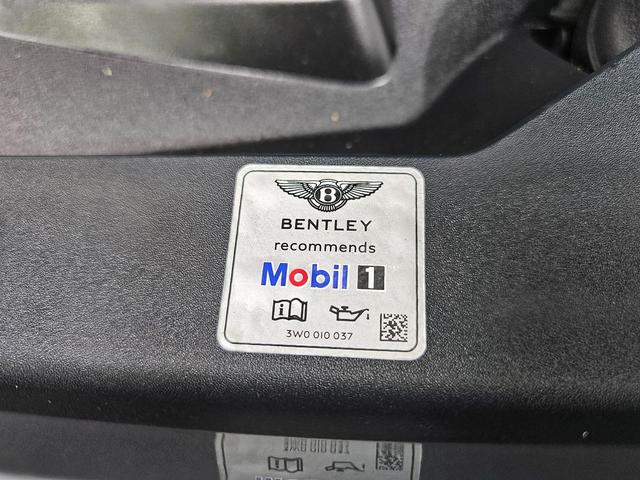 B
BENTLEY
recommends
Mobil 1
3W0 010 037